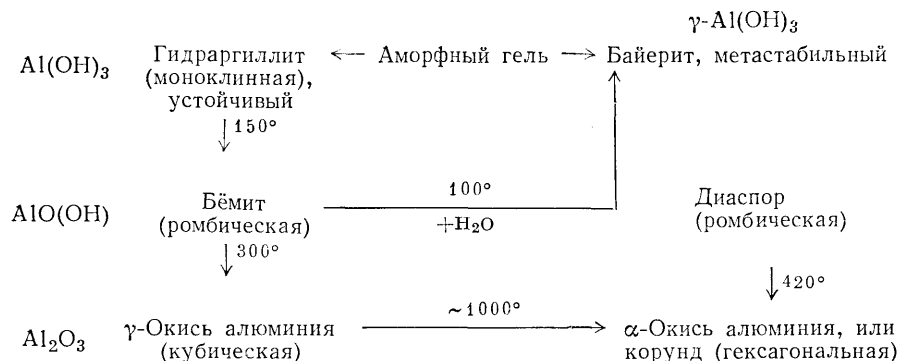 γ-Al(OH)₃
Al(OH)₃ Гидраргиллит ← Аморфный гель → Байерит, метастабильный
(моноклинная),
устойчивый
↓150°
AlO(OH) Бёмит 100° Диаспор
(ромбическая) +H₂O (ромбическая)
↓300° ↓420°
~1000°
Al₂O₃ γ-Окись алюминия → α-Окись алюминия, или
(кубическая) корунд (гексагональная)